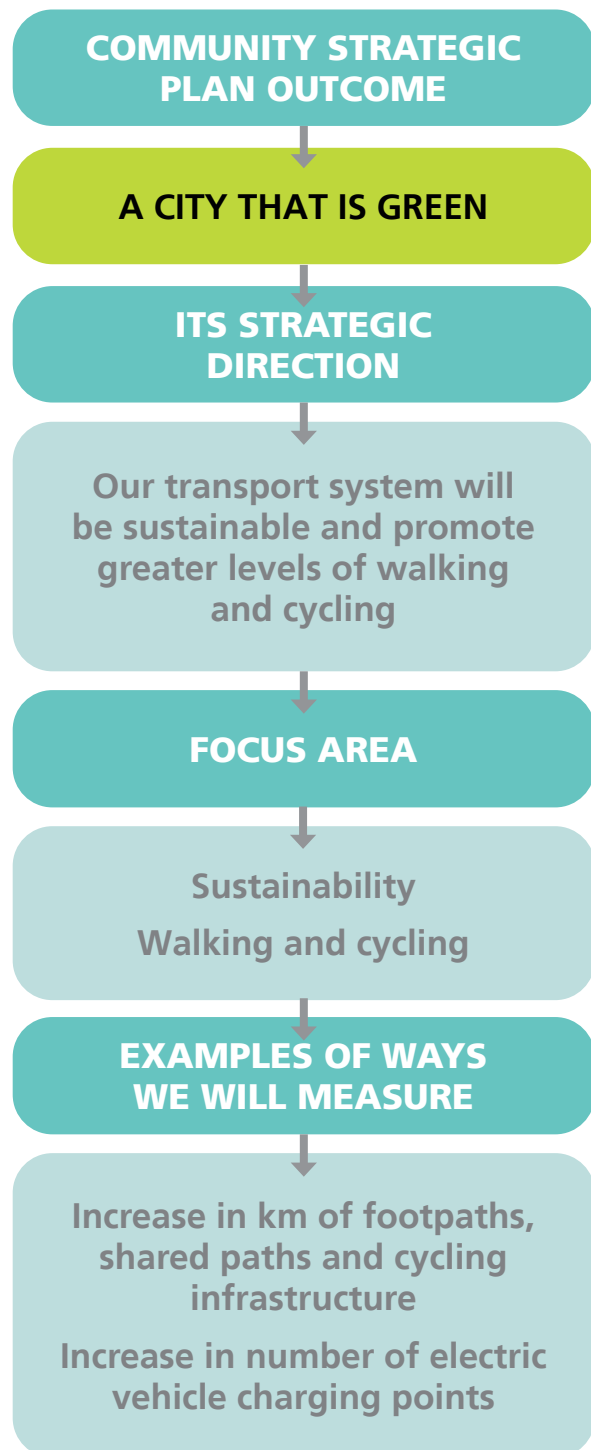 COMMUNITY STRATEGIC
PLAN OUTCOME
A CITY THAT IS GREEN
ITS STRATEGIC
DIRECTION
Our transport system will
be sustainable and promote
greater levels of walking
and cycling
FOCUS AREA
Sustainability
Walking and cycling
EXAMPLES OF WAYS
WE WILL MEASURE
Increase in km of footpaths,
shared paths and cycling
infrastructure
Increase in number of electric
vehicle charging points